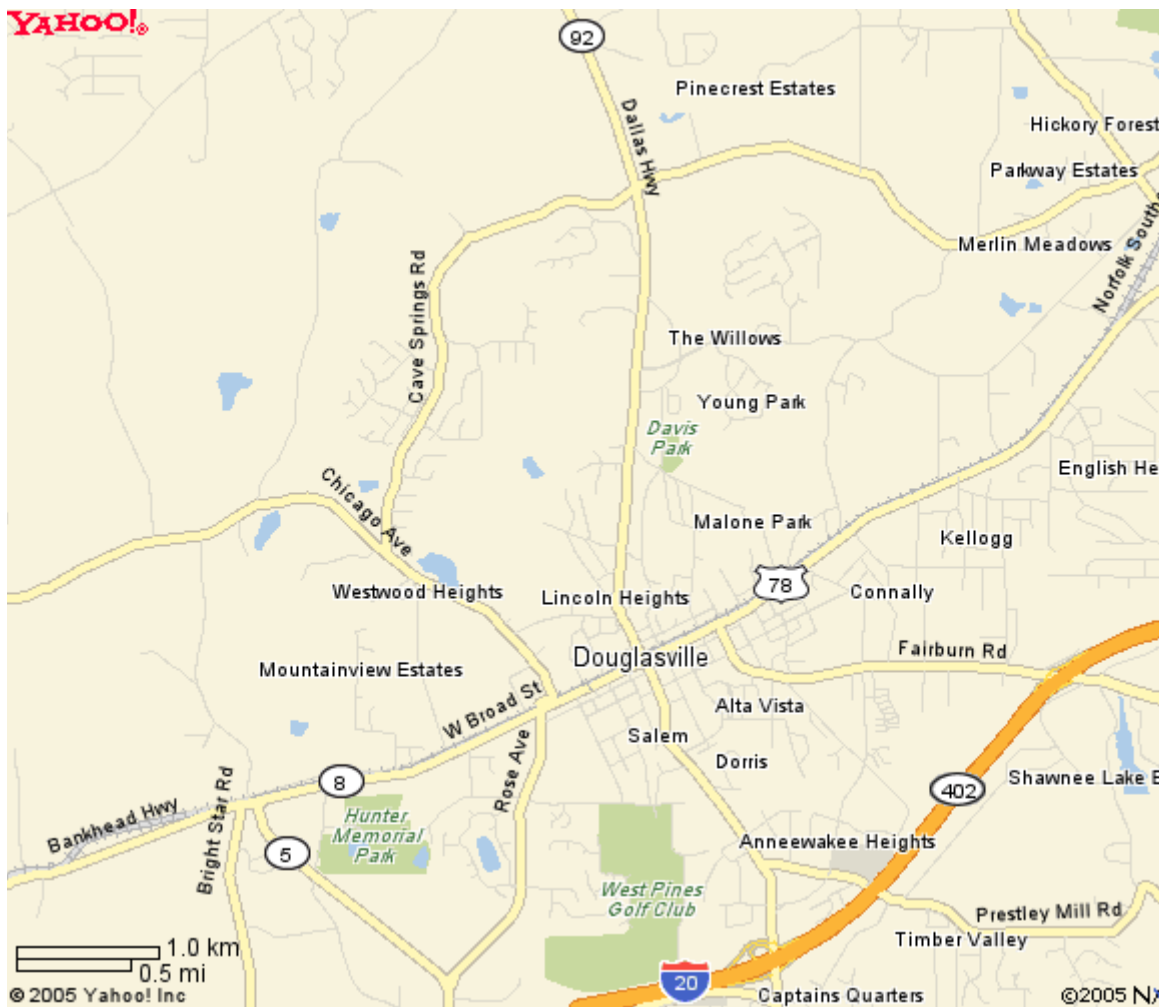 YAHOO!®
92
Pinecrest Estates
Dallas Hwy
Hickory Forest
Parkway Estates
Merlin Meadows
Norfolk
Cave Springs Rd
The Willows
Young Park
Davis
Park
English
Chicago Ave
Malone Park
Kellogg
78
Westwood Heights
Lincoln Heights
Connally
Fairburn Rd
Douglasville
Mountainview Estates
W Broad St
Alta Vista
Salem
Rose Ave
Dorris
8
402
Shawnee Lake
Bright Star Rd
Bankhead Hwy
Hunter
Memorial
Park
5
Anneewakee Heights
West Pines
Golf Club
Prestley Mill Rd
Timber Valley
1.0 km
0.5 mi
20
Captains Quarters
© 2005 Yahoo! Inc
©2005